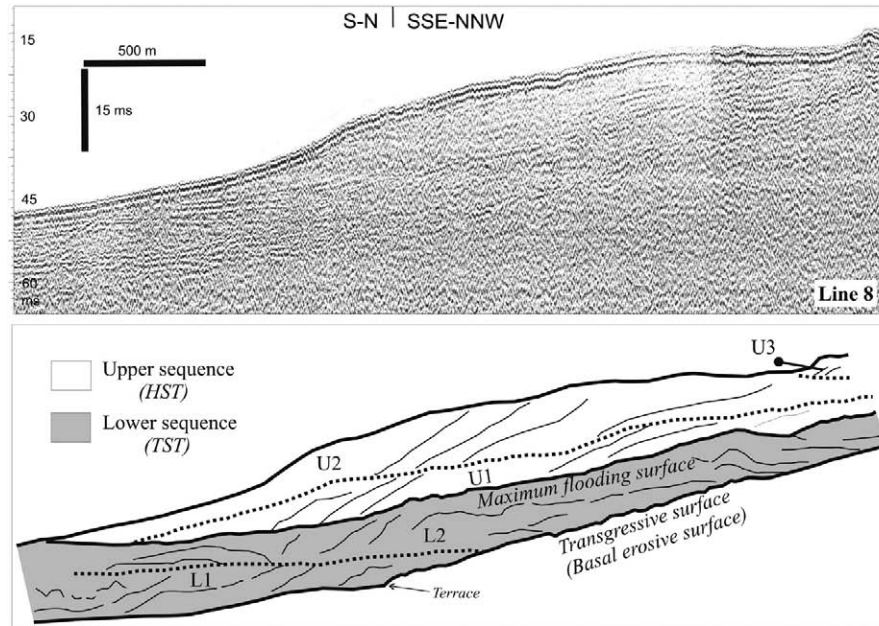 S-N | SSE-NNW
15
500 m
15 ms
30
45
60
ms
Line 8
Upper sequence
(HST)
Lower sequence
(TST)
U3
U2
U1
Maximum flooding surface
L2
Transgressive surface
(Basal erosive surface)
L1
Terrace